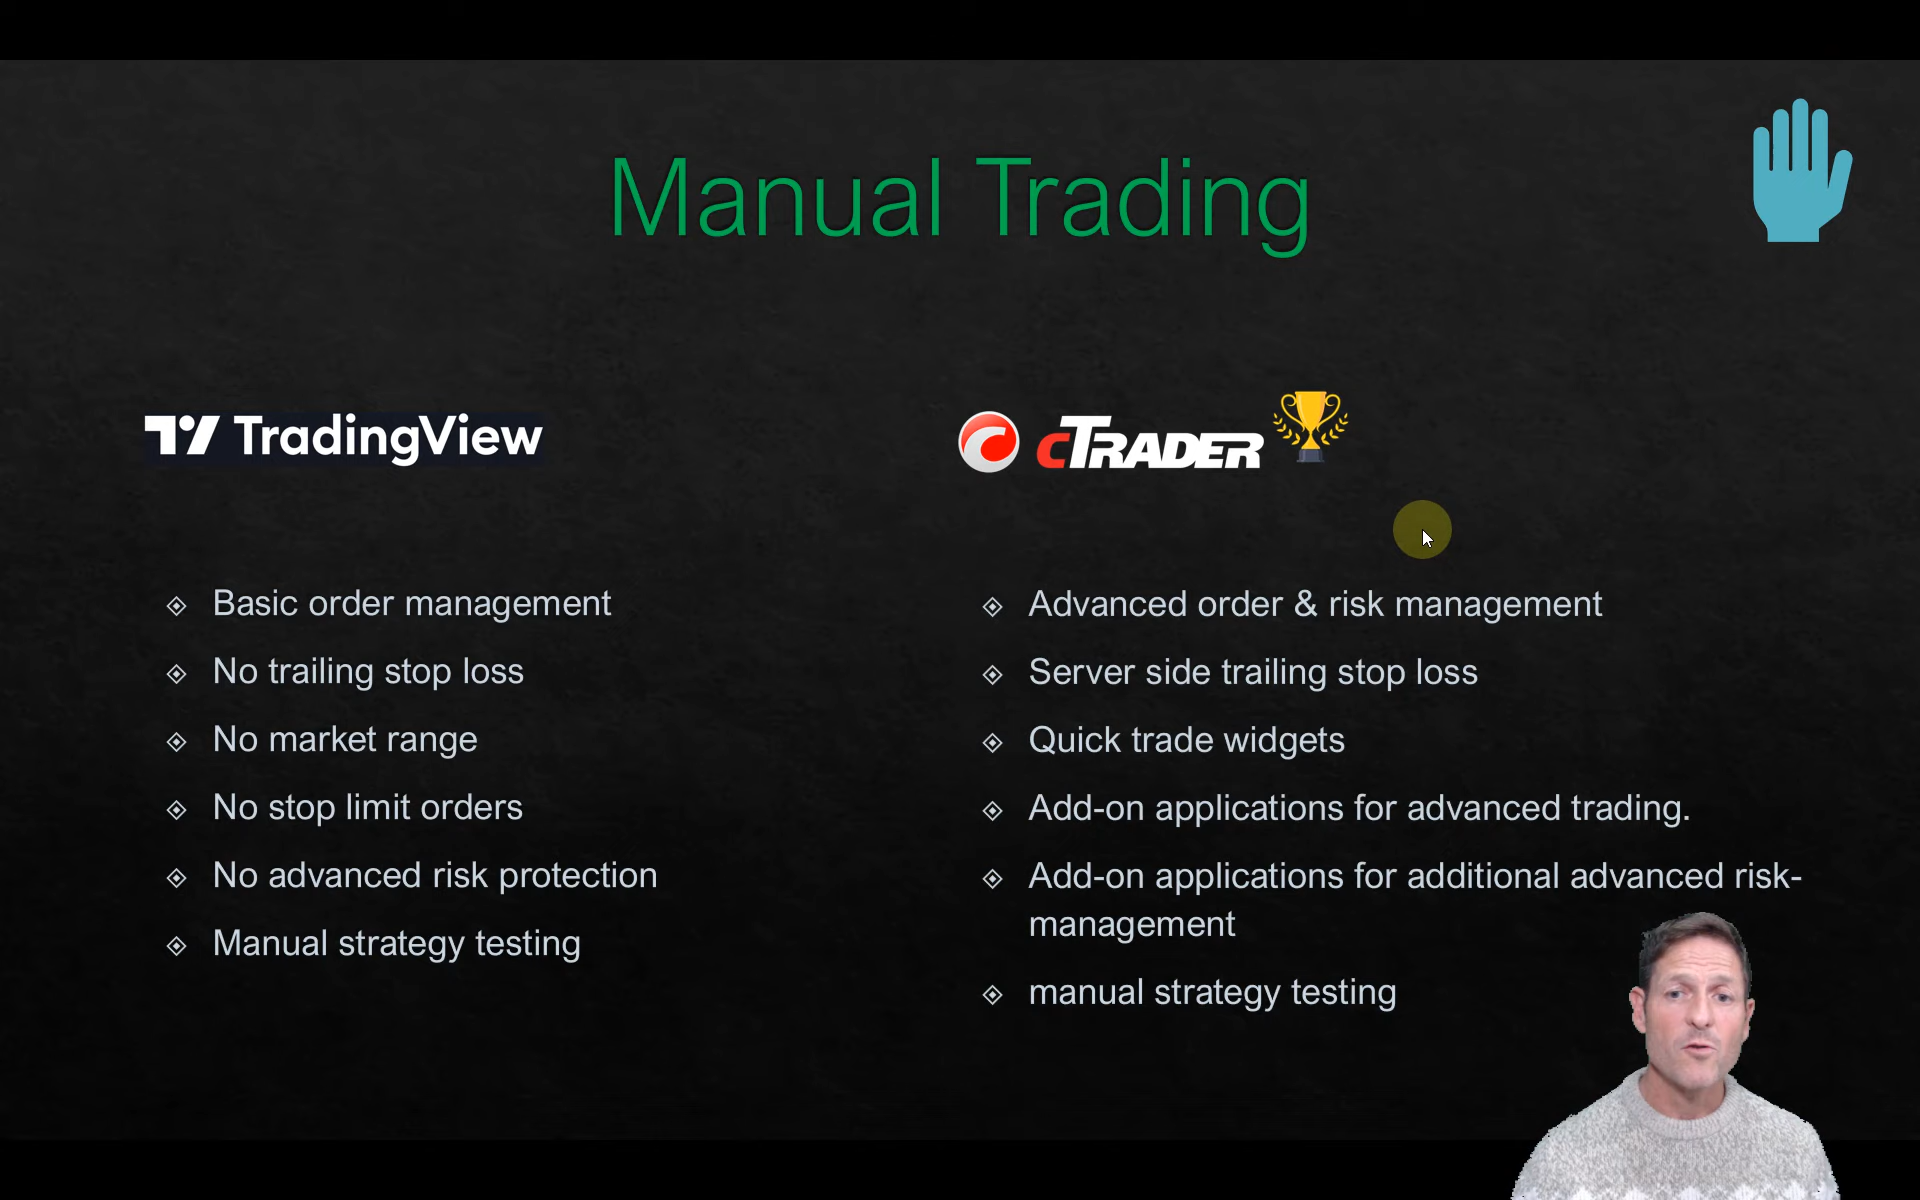 Manual Trading
TradingView
cTRADER
Basic order management
No trailing stop loss
No market range
No stop limit orders
No advanced risk protection
Manual strategy testing
Advanced order & risk management
Server side trailing stop loss
Quick trade widgets
Add-on applications for advanced trading.
Add-on applications for additional advanced risk-
management
manual strategy testing